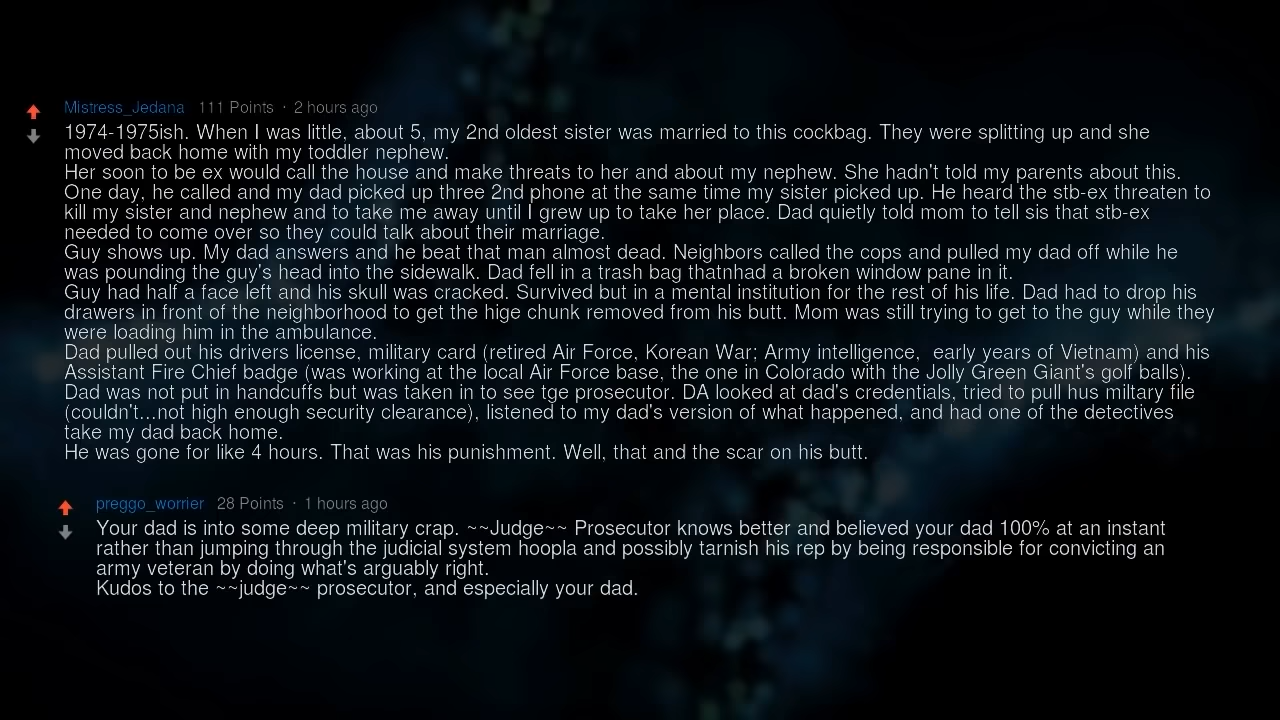 Mistress_Jedana 111 Points · 2 hours ago
1974-1975ish. When I was little, about 5, my 2nd oldest sister was married to this cockbag. They were splitting up and she
moved back home with my toddler nephew.
Her soon to be ex would call the house and make threats to her and about my nephew. She hadn't told my parents about this.
One day, he called and my dad picked up three 2nd phone at the same time my sister picked up. He heard the stb-ex threaten to
kill my sister and nephew and to take me away until I grew up to take her place. Dad quietly told mom to tell sis that stb-ex
needed to come over so they could talk about their marriage.
Guy shows up. My dad answers and he beat that man almost dead. Neighbors called the cops and pulled my dad off while he
was pounding the guy's head into the sidewalk. Dad fell in a trash bag thatnhad a broken window pane in it.
Guy had half a face left and his skull was cracked. Survived but in a mental institution for the rest of his life. Dad had to drop his
drawers in front of the neighborhood to get the hige chunk removed from his butt. Mom was still trying to get to the guy while they
were loading him in the ambulance.
Dad pulled out his drivers license, military card (retired Air Force, Korean War; Army intelligence,  early years of Vietnam) and his
Assistant Fire Chief badge (was working at the local Air Force base, the one in Colorado with the Jolly Green Giant's golf balls).
Dad was not put in handcuffs but was taken in to see tge prosecutor. DA looked at dad's credentials, tried to pull hus military file
(couldn't...not high enough security clearance), listened to my dad's version of what happened, and had one of the detectives
take my dad back home.
He was gone for like 4 hours. That was his punishment. Well, that and the scar on his butt.
preggo_worrier 28 Points · 1 hours ago
Your dad is into some deep military crap. ~~Judge~~ Prosecutor knows better and believed your dad 100% at an instant
rather than jumping through the judicial system hoopla and possibly tarnish his rep by being responsible for convicting an
army veteran by doing what's arguably right.
Kudos to the ~~judge~~ prosecutor, and especially your dad.